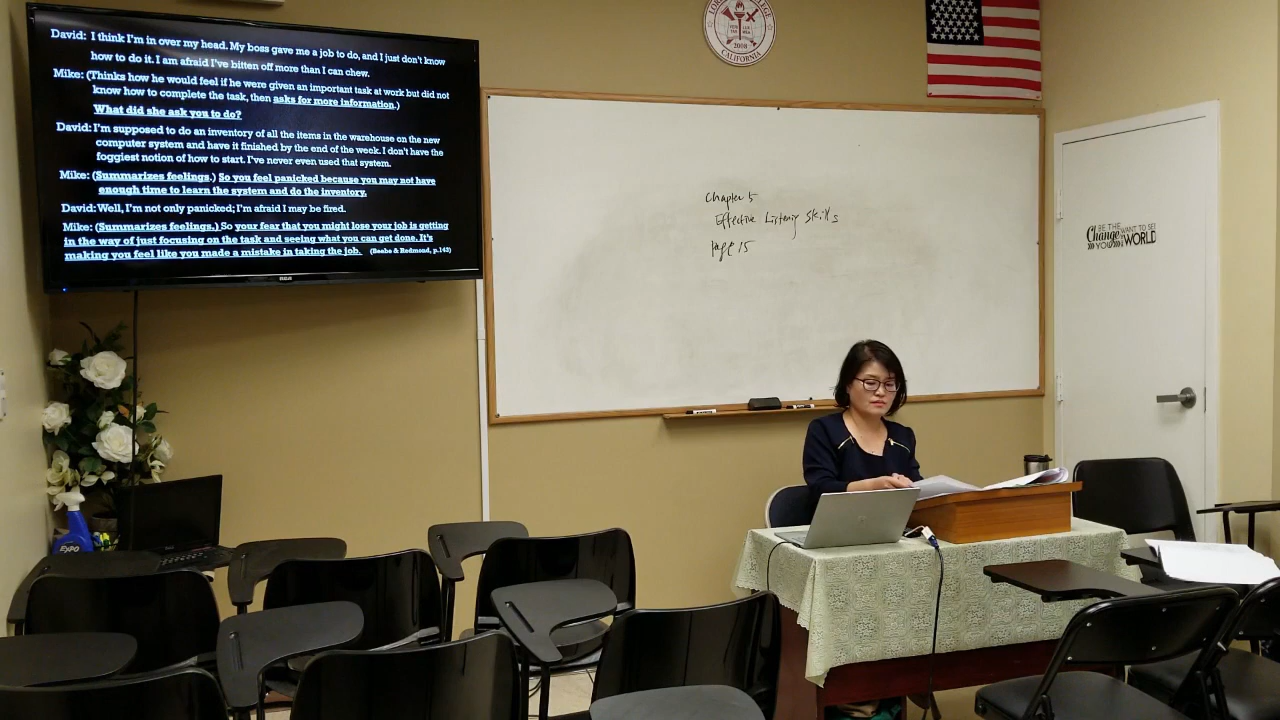 David: I think I'm in over my head. My boss gave me a job to do, and I just don't know
how to do it. I am afraid I've bitten off more than I can chew.
Mike: (Thinks how he would feel if he were given an important task at work but did not
know how to complete the task, then asks for more information.)
What did she ask you to do?
David: I'm supposed to do an inventory of all the items in the warehouse on the new
computer system and have it finished by the end of the week. I don't have the
foggiest notion of how to start. I've never even used that system.
Mike: (Summarizes feelings.) So you feel panicked because you may not have
enough time to learn the system and do the inventory.
David: Well, I'm not only panicked; I'm afraid I may be fired.
Mike: (Summarizes feelings.) So your fear that you might lose your job is getting
in the way of just focusing on the task and seeing what you can get done. It's
making you feel like you made a mistake in taking the job. (Beebe & Redmond, p.143)
2008
CALIFORNIA
Chapter 5
Effective Listening Skills
page 15
BE THE
Change WANT TO SEE
YOU WORLD
EXPO